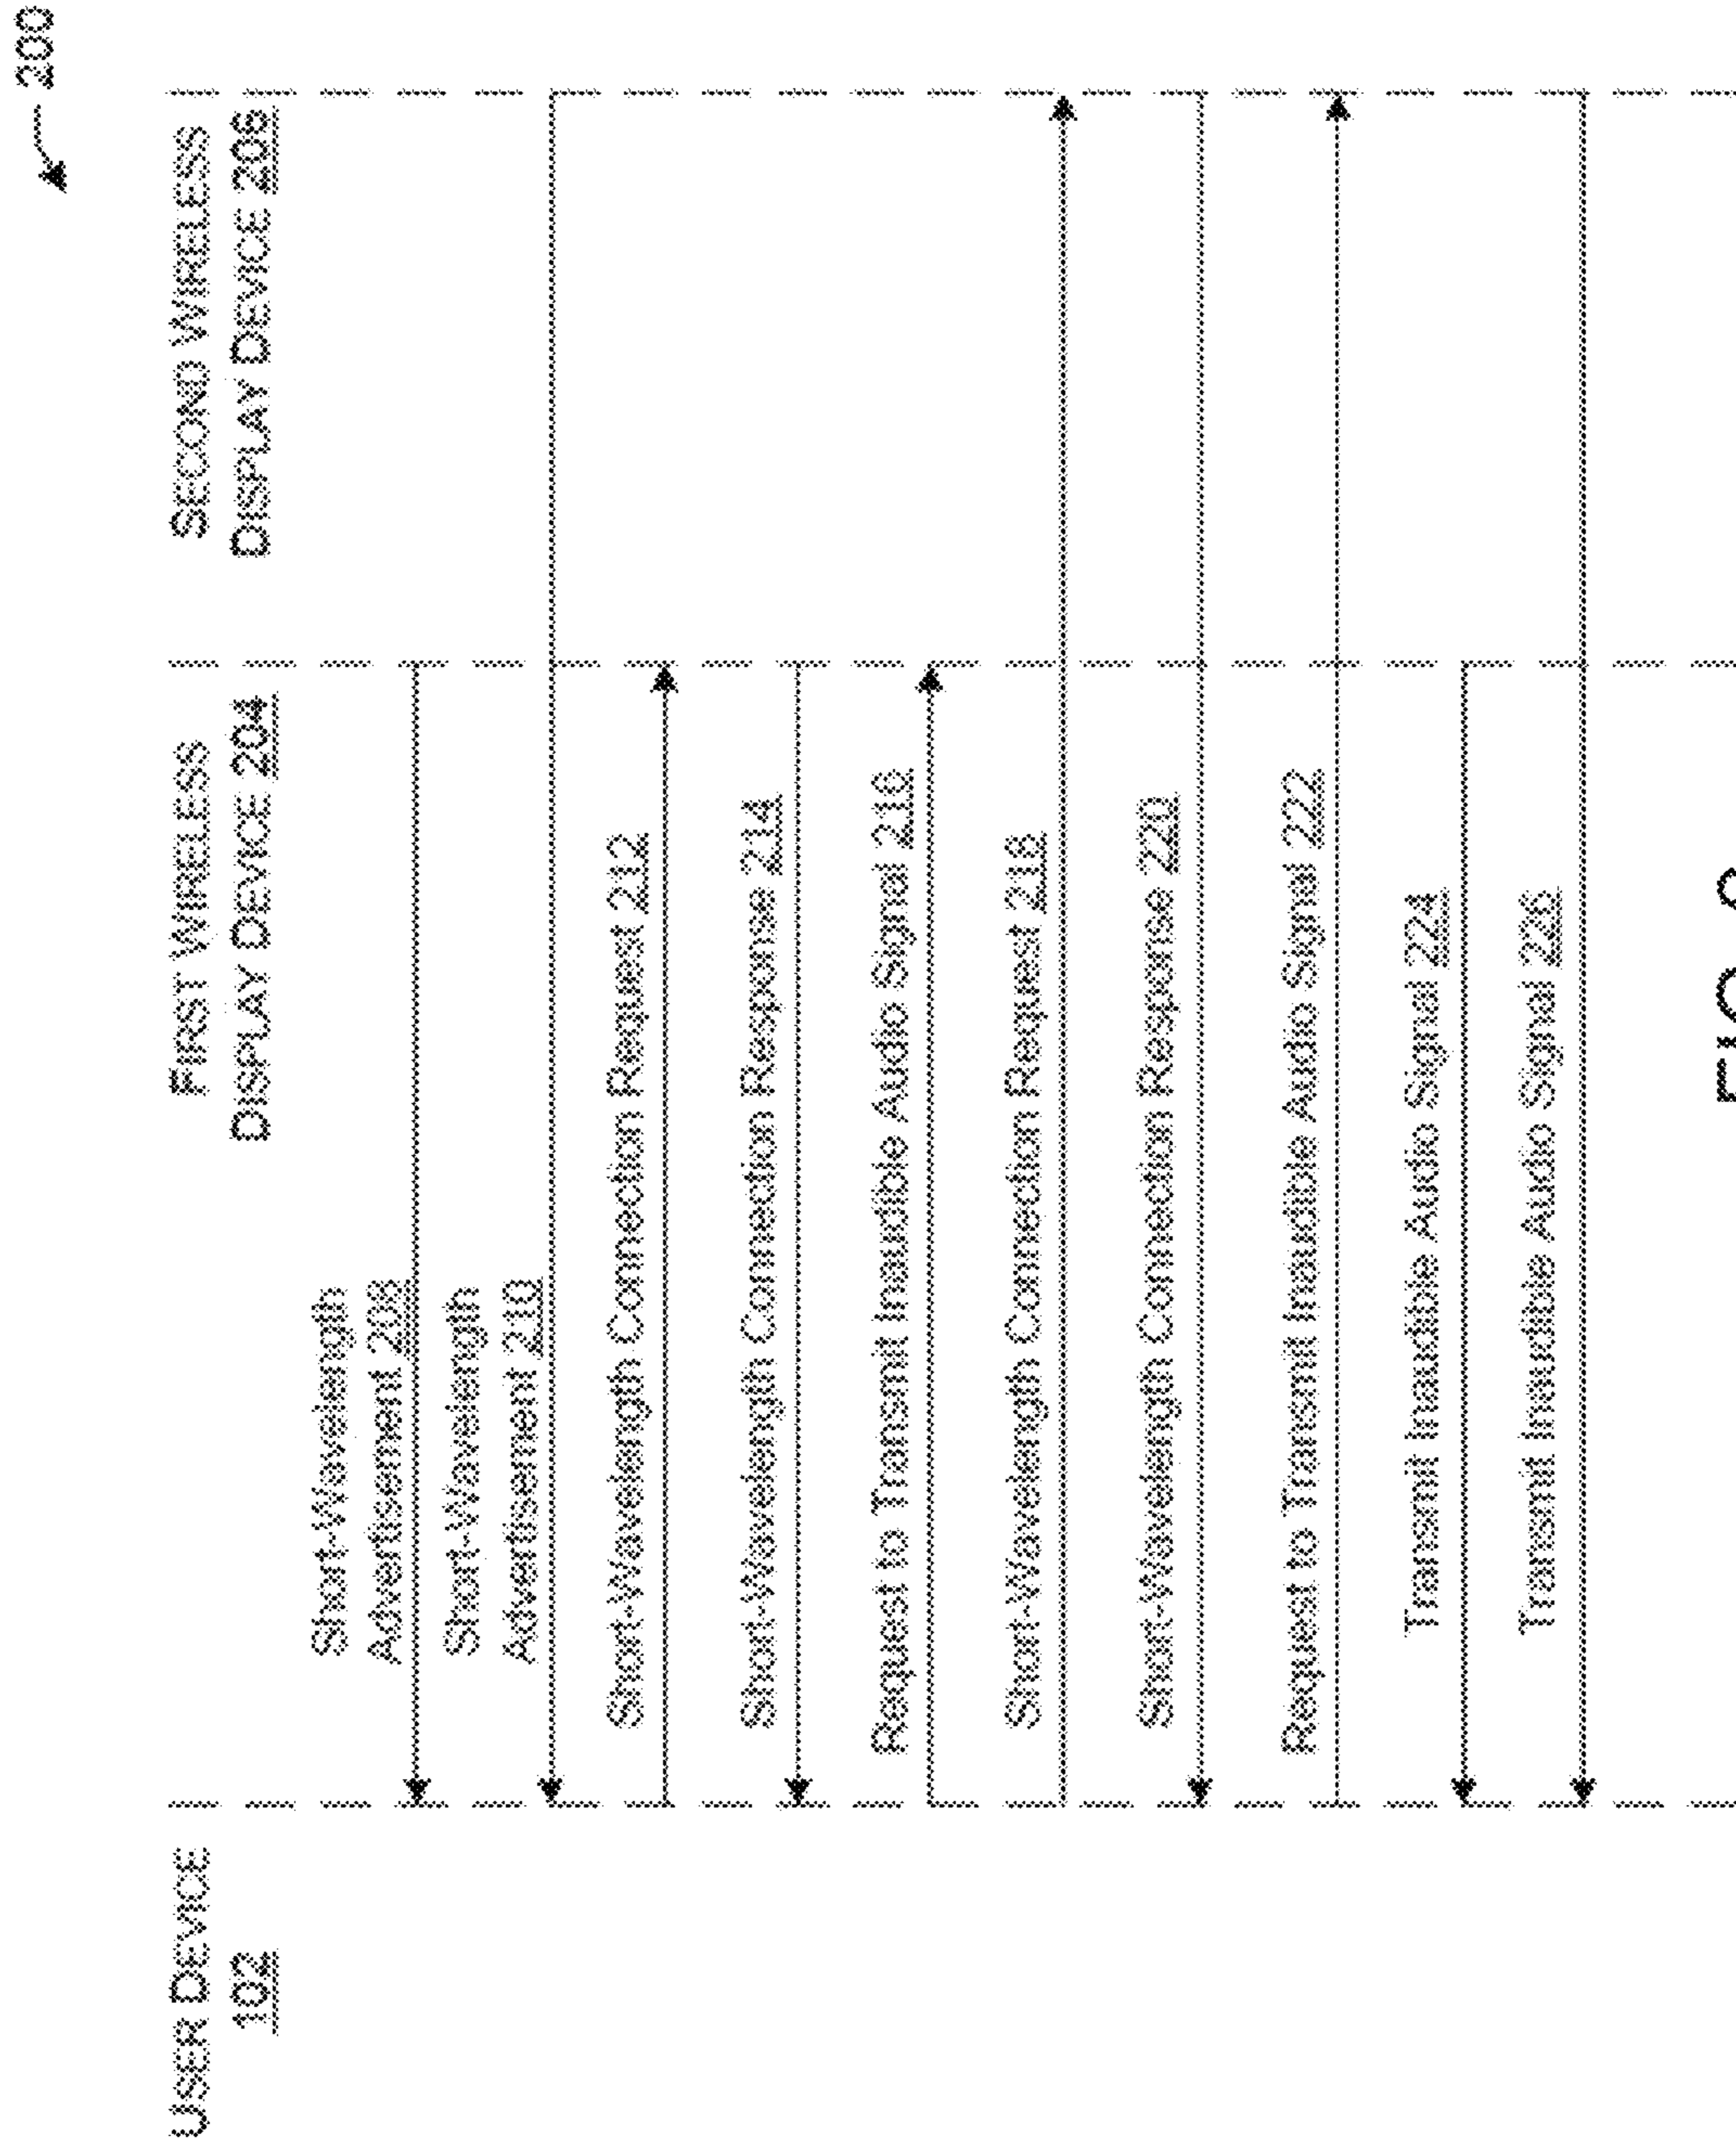 200
USER DEVICE
102
FIRST WIRELESS
DISPLAY DEVICE 204
SECOND WIRELESS
DISPLAY DEVICE 206
Short-Wavelength
Advertisement 208
Short-Wavelength
Advertisement 210
Short-Wavelength Connection Request 212
Short-Wavelength Connection Response 214
Request to Transmit Inaudible Audio Signal 216
Short-Wavelength Connection Request 218
Short-Wavelength Connection Response 220
Request to Transmit Inaudible Audio Signal 222
Transmit Inaudible Audio Signal 224
Transmit Inaudible Audio Signal 226